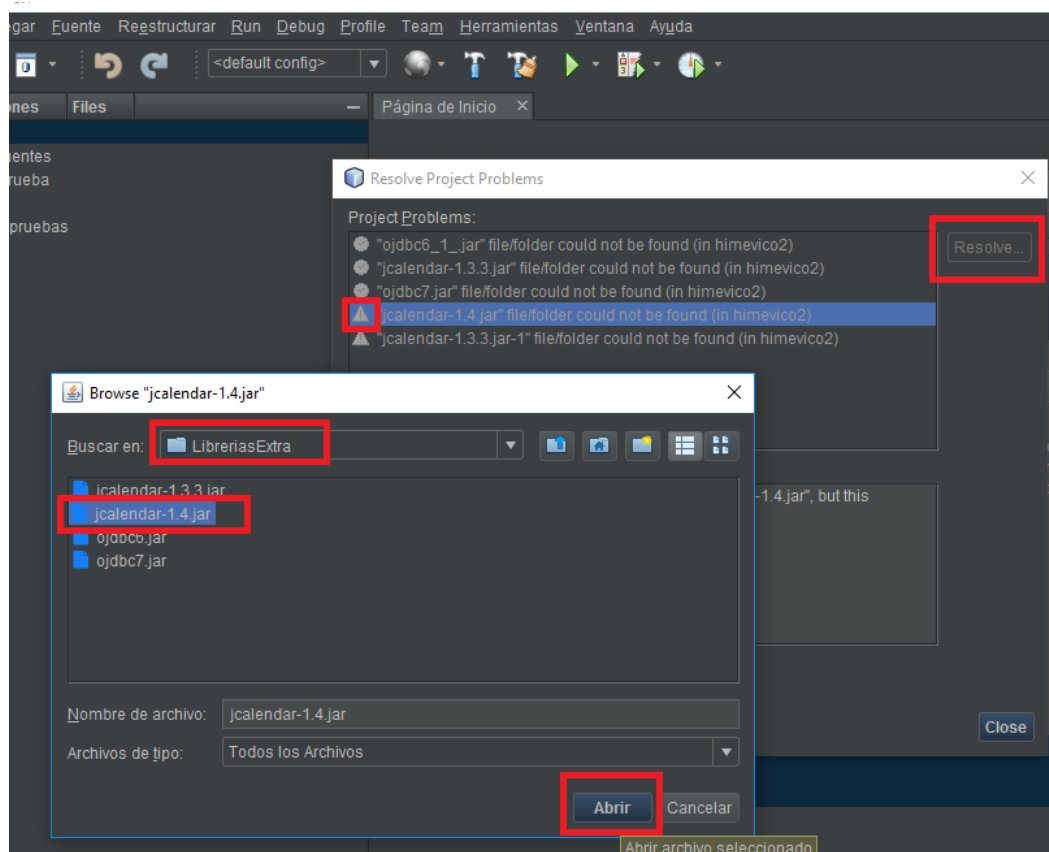 gar Fuente Reestructurar Run Debug Profile Team Herramientas Ventana Ayuda
<default config>
ones Files
Página de Inicio
entes
rueba
pruebas
Resolve Project Problems
Project Problems:
"ojdbc6_1_.jar" file/folder could not be found (in himevico2)
"jcalendar-1.3.3.jar" file/folder could not be found (in himevico2)
"ojdbc7.jar" file/folder could not be found (in himevico2)
"jcalendar-1.4.jar" file/folder could not be found (in himevico2)
"jcalendar-1.3.3.jar-1" file/folder could not be found (in himevico2)
Resolve...
-1.4.jar", but this
Close
Browse "jcalendar-1.4.jar"
Buscar en: LibreriasExtra
jcalendar-1.3.3.jar
jcalendar-1.4.jar
ojdbc6.jar
ojdbc7.jar
Nombre de archivo: jcalendar-1.4.jar
Archivos de tipo: Todos los Archivos
Abrir Cancelar
Abrir archivo seleccionado